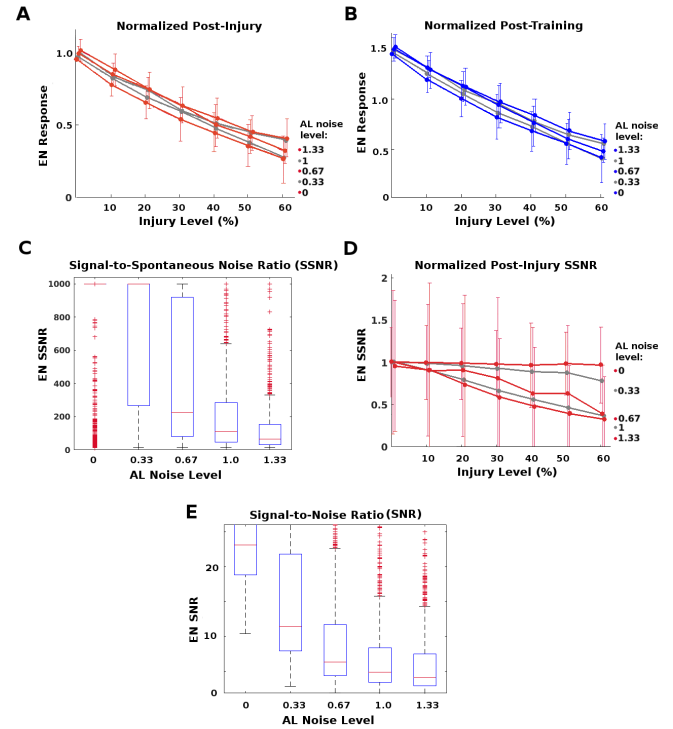 A
Normalized Post-Injury
EN Response
1.0
0.5
0
10 20 30 40 50 60
Injury Level (%)
AL noise
level:
1.33
1
0.67
0.33
0
B
Normalized Post-Training
EN Response
1.5
1.0
0.5
0
10 20 30 40 50 60
Injury Level (%)
AL noise
level:
1.33
1
0.67
0.33
0
C
Signal-to-Spontaneous Noise Ratio (SSNR)
EN SSNR
1000
800
600
400
200
0
0 0.33 0.67 1.0 1.33
AL Noise Level
D
Normalized Post-Injury SSNR
EN SSNR
2
1.5
1
0.5
0
10 20 30 40 50 60
Injury Level (%)
AL noise
level:
0
0.33
0.67
1
1.33
E
Signal-to-Noise Ratio (SNR)
EN SNR
20
10
0
0 0.33 0.67 1.0 1.33
AL Noise Level